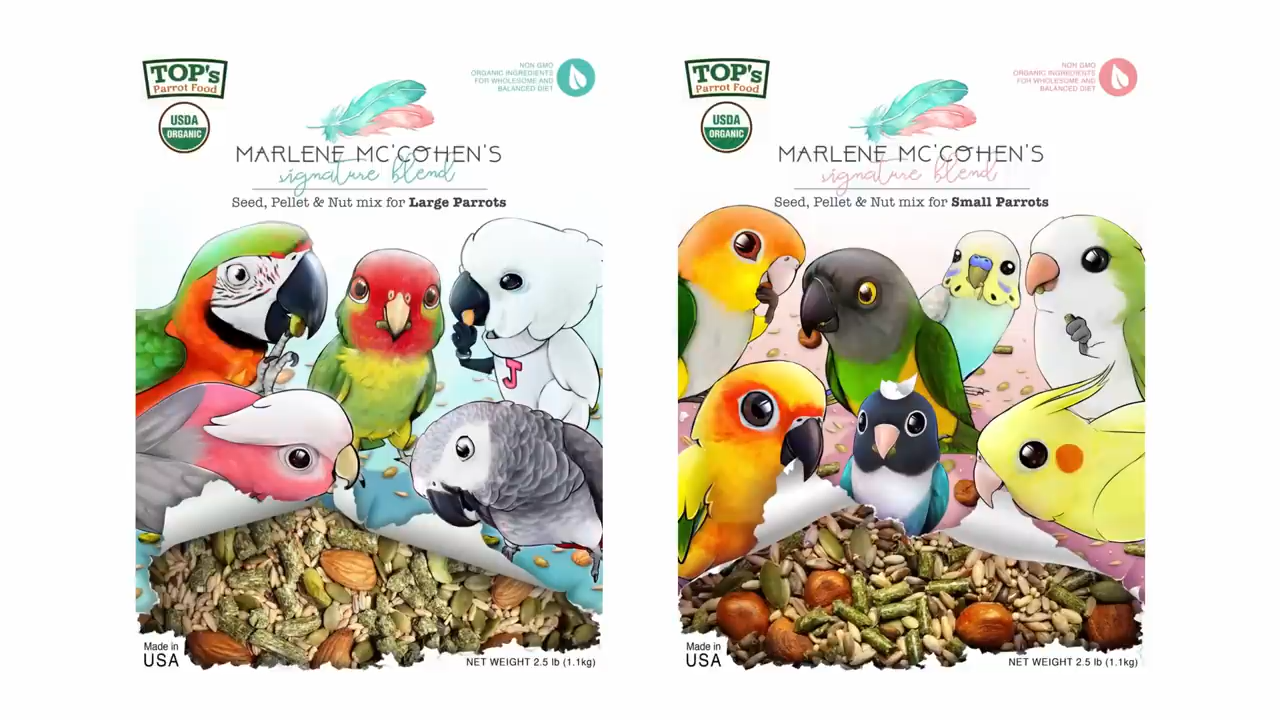 TOP's
Parrot Food
USDA
ORGANIC
NON GMO
ORGANIC INGREDIENTS
FOR WHOLESOME AND
BALANCED DIET
MARLENE MC'COHEN'S
signature blend
Seed, Pellet & Nut mix for Large Parrots
J
Made in
USA
NET WEIGHT 2.5 lb (1.1kg)
TOP's
Parrot Food
USDA
ORGANIC
NON GMO
ORGANIC INGREDIENTS
FOR WHOLESOME AND
BALANCED DIET
MARLENE MC'COHEN'S
signature blend
Seed, Pellet & Nut mix for Small Parrots
Made in
USA
NET WEIGHT 2.5 lb (1.1kg)